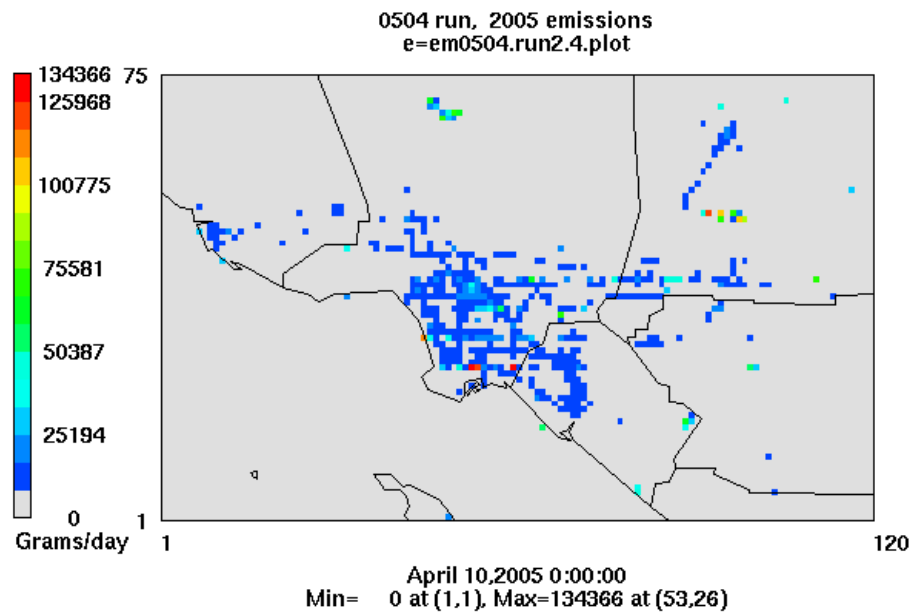 0504 run, 2005 emissions
e=em0504.run2.4.plot
134366
125968
100775
75581
50387
25194
0
Grams/day
75
1
1
120
April 10,2005 0:00:00
Min= 0 at (1,1), Max=134366 at (53,26)